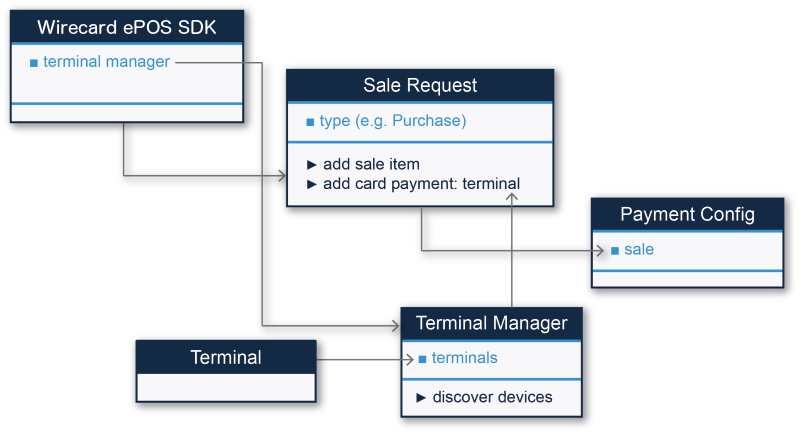 Wirecard ePOS SDK
terminal manager
Sale Request
type (e.g. Purchase)
add sale item
add card payment: terminal
Payment Config
sale
Terminal Manager
terminals
discover devices
Terminal